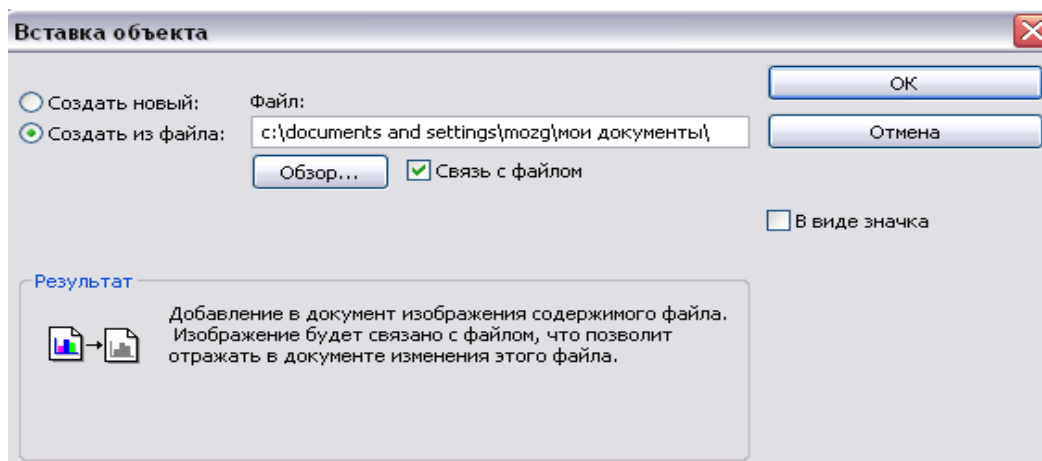 Вставка объекта
Создать новый:
Файл:
ОК
Создать из файла:
c:\documents and settings\mozg\мои документы\
Отмена
Обзор...
Связь с файлом
В виде значка
Результат
Добавление в документ изображения содержимого файла.
Изображение будет связано с файлом, что позволит
отражать в документе изменения этого файла.